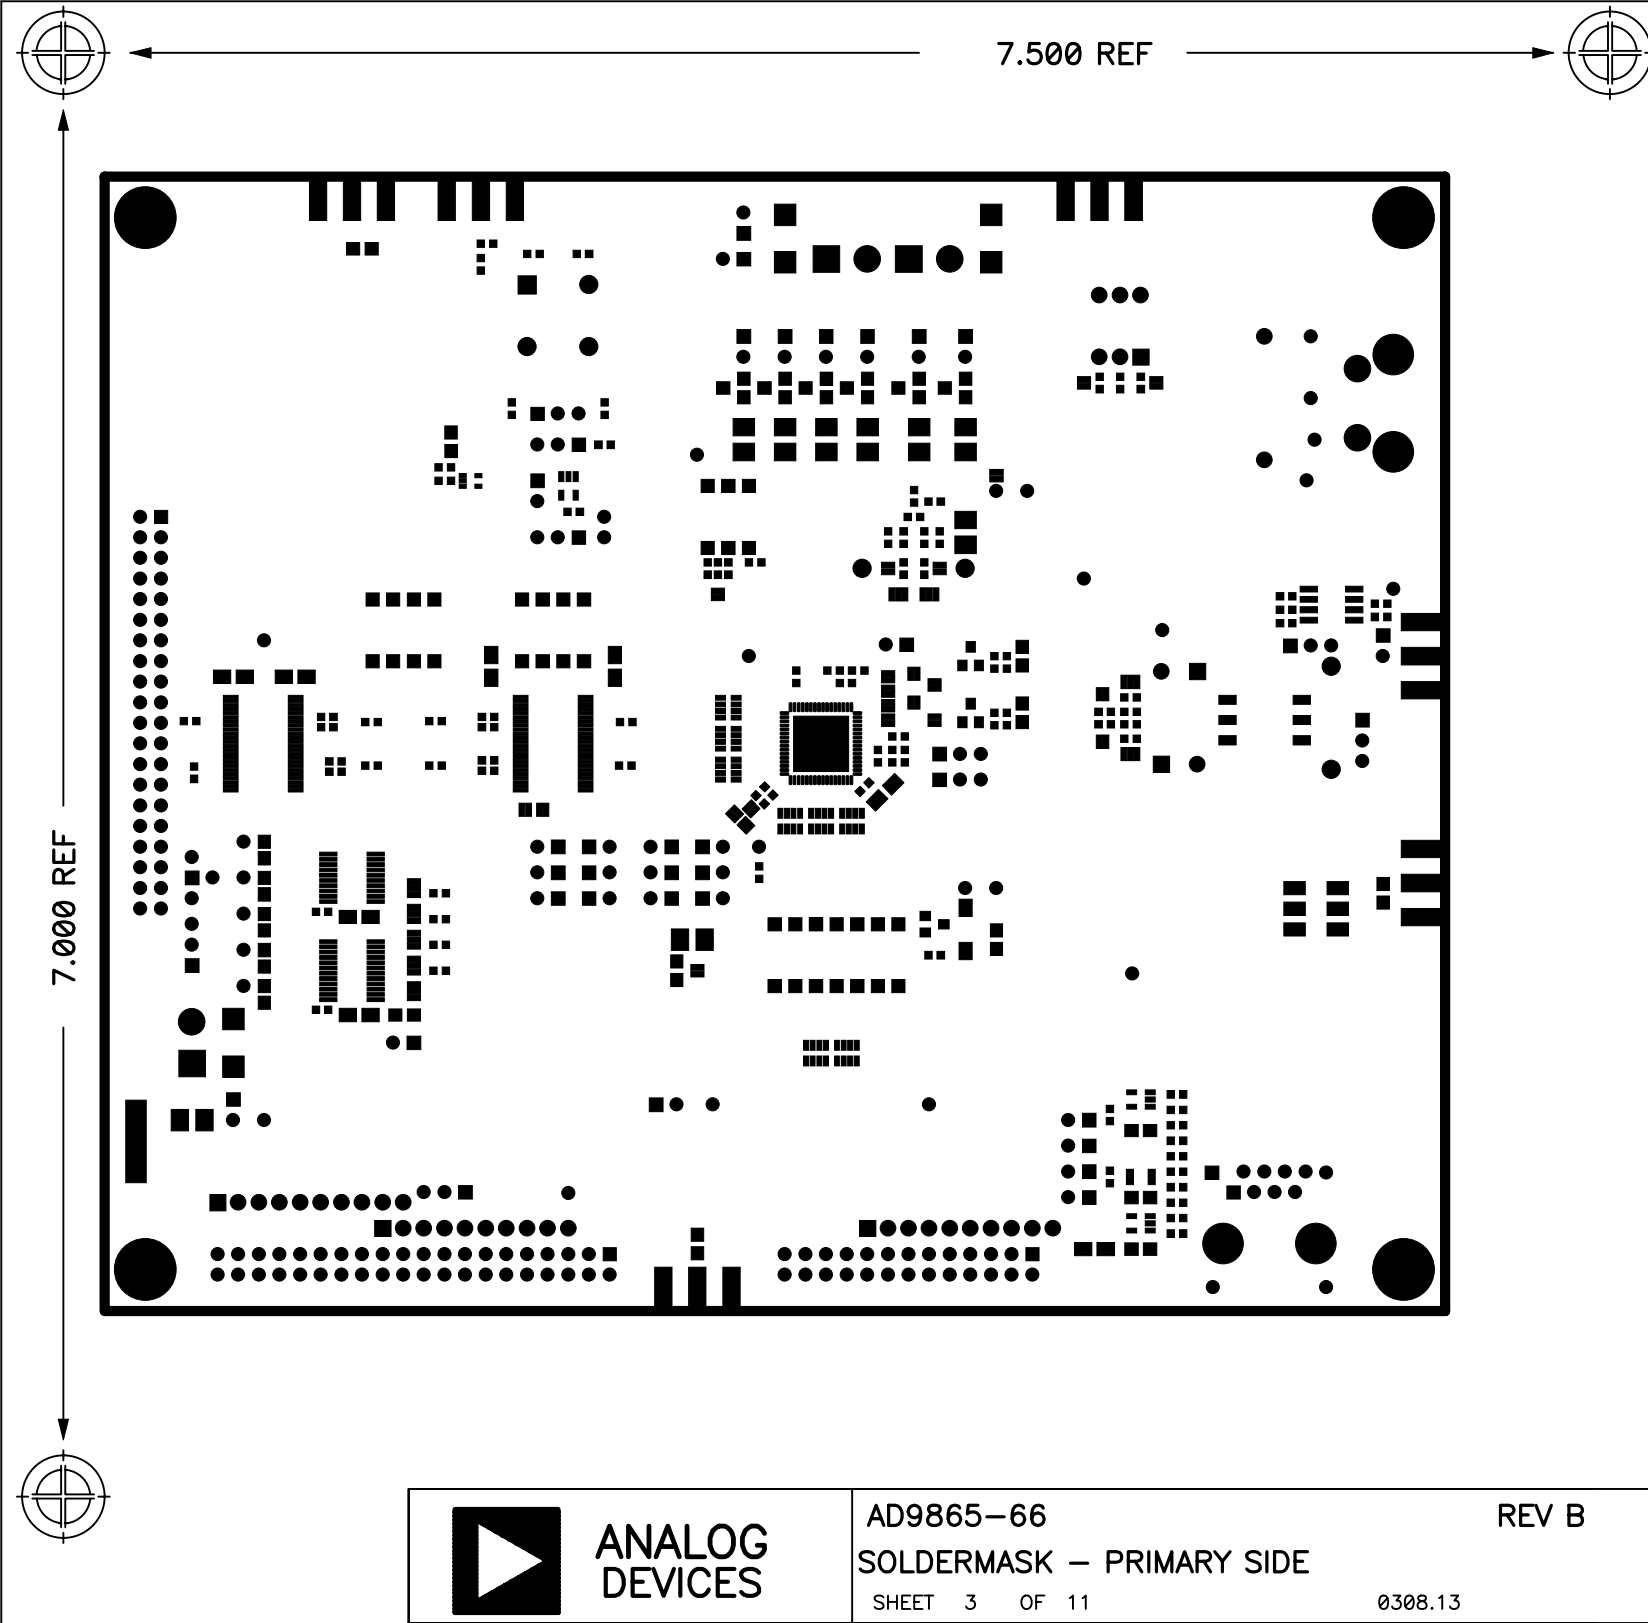 7.500 REF
7.000 REF
ANALOG
DEVICES
AD9865-66 REV B
SOLDERMASK - PRIMARY SIDE
SHEET 3 OF 11 0308.13